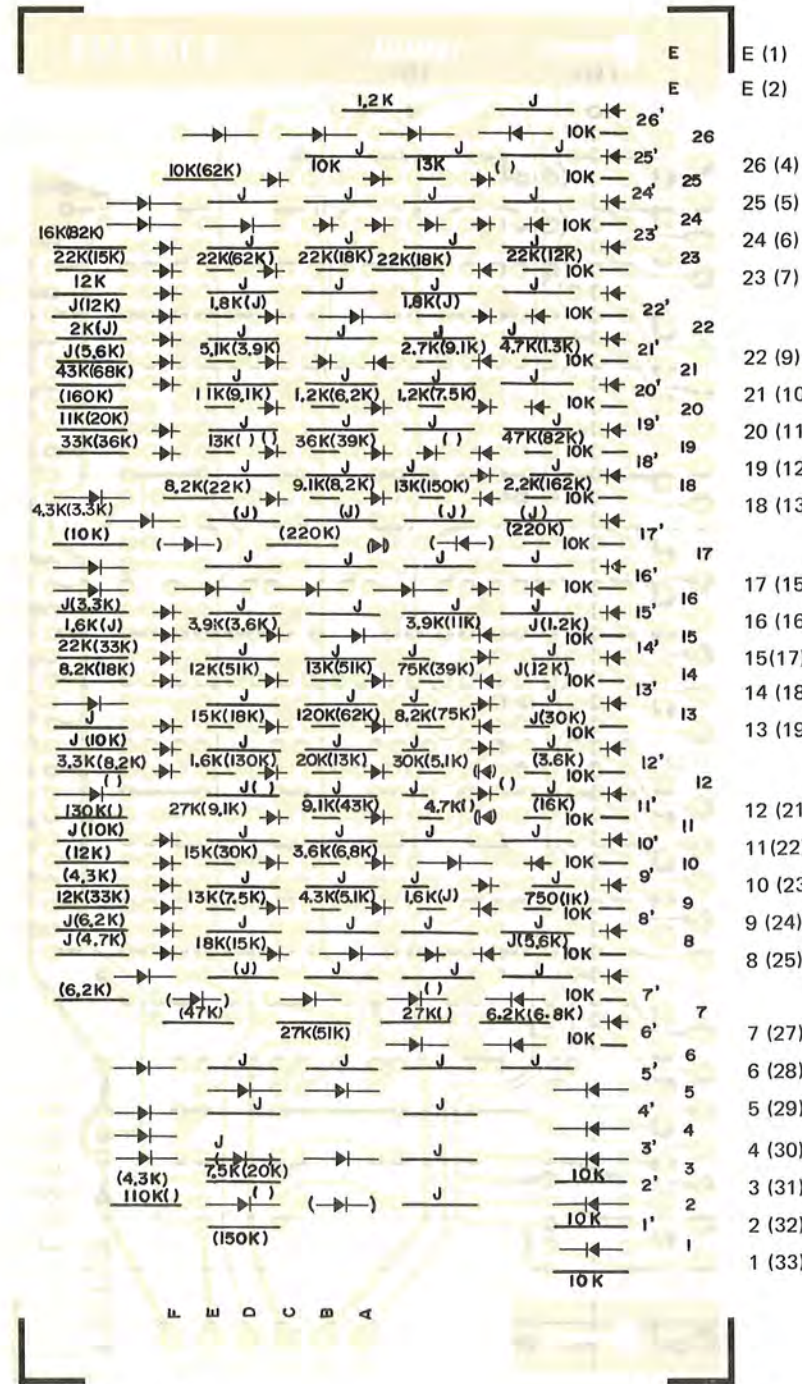 E E (1)
E E (2)
1,2K J
26'
10K 26
J J J 25'
10K(62K) 10K 13K ( ) 10K 25 26 (4)
J J J J 24' 25 (5)
10K 24
16K(82K) J J J J 23' 24 (6)
22K(15K) 22K(62K) 22K(18K) 22K(18K) 22K(12K) 10K 23
12K J J J J 23 (7)
J(12K) 1,8K(J) 1,8K(J) 10K 22'
2K(J) J J J J 22
J(5,6K) 5,1K(3.9K) 2.7K(9.1K) 4.7K(1.3K) 10K 21' 22 (9)
43K(68K) J J J J 21
(160K) 11K(9,1K) 1,2K(6,2K) 1,2K(7.5K) 10K 20' 21 (10
11K(20K) J J J J 20
33K(36K) 13K( ) ( ) 36K(39K) ( ) 47K(82K) 10K 19' 20 (11
J J J J 19
8,2K(22K) 9.1K(8,2K) 13K(150K) 2.2K(162K) 10K 18' 19 (12
4,3K(3.3K) (J) (J) (J) (J) 18 18 (13
(10K) ( ) (220K) ( ) ( ) (220K) 10K 17'
J J J J 17
10K 16' 17 (15
J(3,3K) J J J J 16
1,6K(J) 3,9K(3.6K) 3.9K(11K) J(1.2K) 10K 15' 16 (16
22K(33K) J J J J 15
8,2K(18K) 12K(51K) 13K(51K) 75K(39K) J(12K) 10K 14' 15(17)
J J J J 14 14 (18
J 15K(18K) 120K(62K) 8.2K(75K) J(30K) 10K 13'
J (10K) J J J J 13 13 (19
3,3K(8,2K) 1,6K(130K) 20K(13K) 30K(5.1K) ( ) (3.6K) 10K 12'
( ) J( ) J J ( ) J 12
130K( ) 27K(9.1K) 9.1K(43K) 4.7K( ) ( ) (16K) 10K 11' 12 (21
J(10K) J J J J 11
(12K) 15K(30K) 3.6K(6,8K) 10K 10' 11(22
(4,3K) J J J J 10
12K(33K) 13K(7.5K) 4.3K(5.1K) 1,6K(J) 750(1K) 10K 9' 10 (23
J(6,2K) J J J J 9 9 (24)
J(4.7K) 18K(15K) J(5,6K) 10K 8'
(J) J J J 8 8 (25)
(6,2K) ( ) ( ) 10K 7'
(47K) 27K(51K) 27K( ) 6.2K(6.8K) 7
10K 6' 7 (27)
J J J J 6 6 (28)
5'
J J 5 5 (29)
4'
4
J ( ) J 3' 4 (30)
(4,3K) 7,5K(20K) 10K 3
110K( ) ( ) ( ) J 2' 3 (31)
(150K) 10K 2
1' 2 (32)
10K 1 1 (33)
F E D C B A